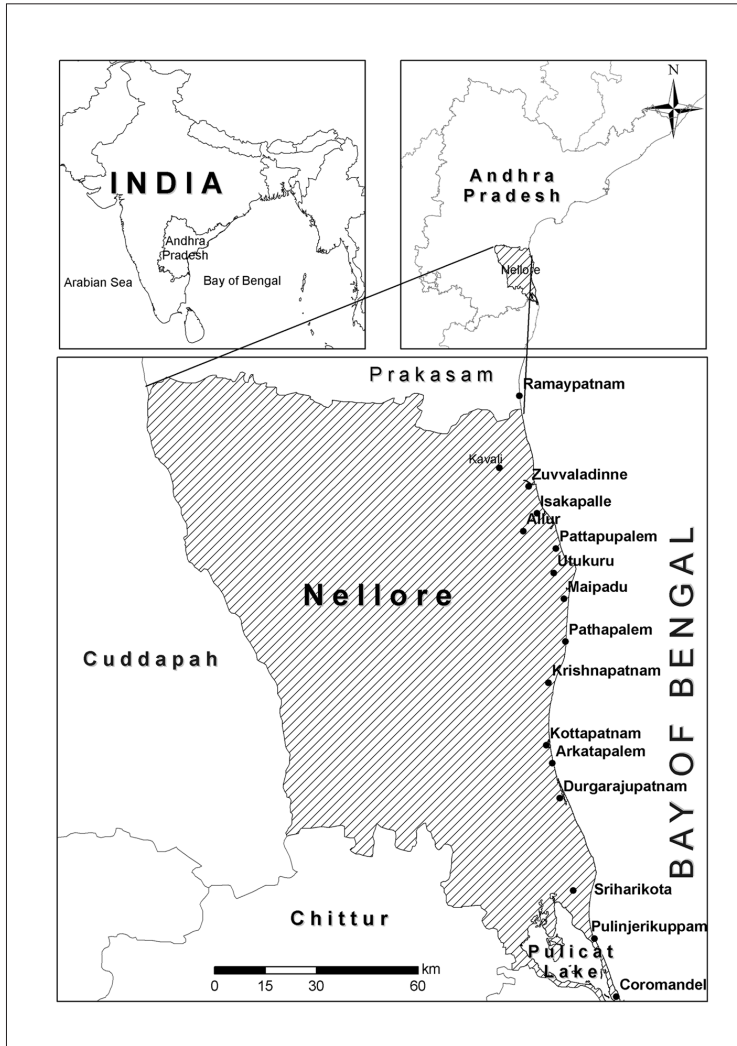 INDIA
Andhra
Pradesh
Arabian Sea
Bay of Bengal
N
Andhra
Pradesh
Nellore
Prakasam
Ramaypatnam
Kavali
Zuvvaladinne
Isakapalle
Allur
Pattapupalem
Utukuru
Nellore
Maipadu
Pathapalem
Cuddapah
Krishnapatnam
Kottapatnam
Arkatapalem
Durgarajupatnam
BAY OF BENGAL
Sriharikota
Chittur
Pulinjerikuppam
Pulicat
Lake
km
0 15 30 60
Coromandel